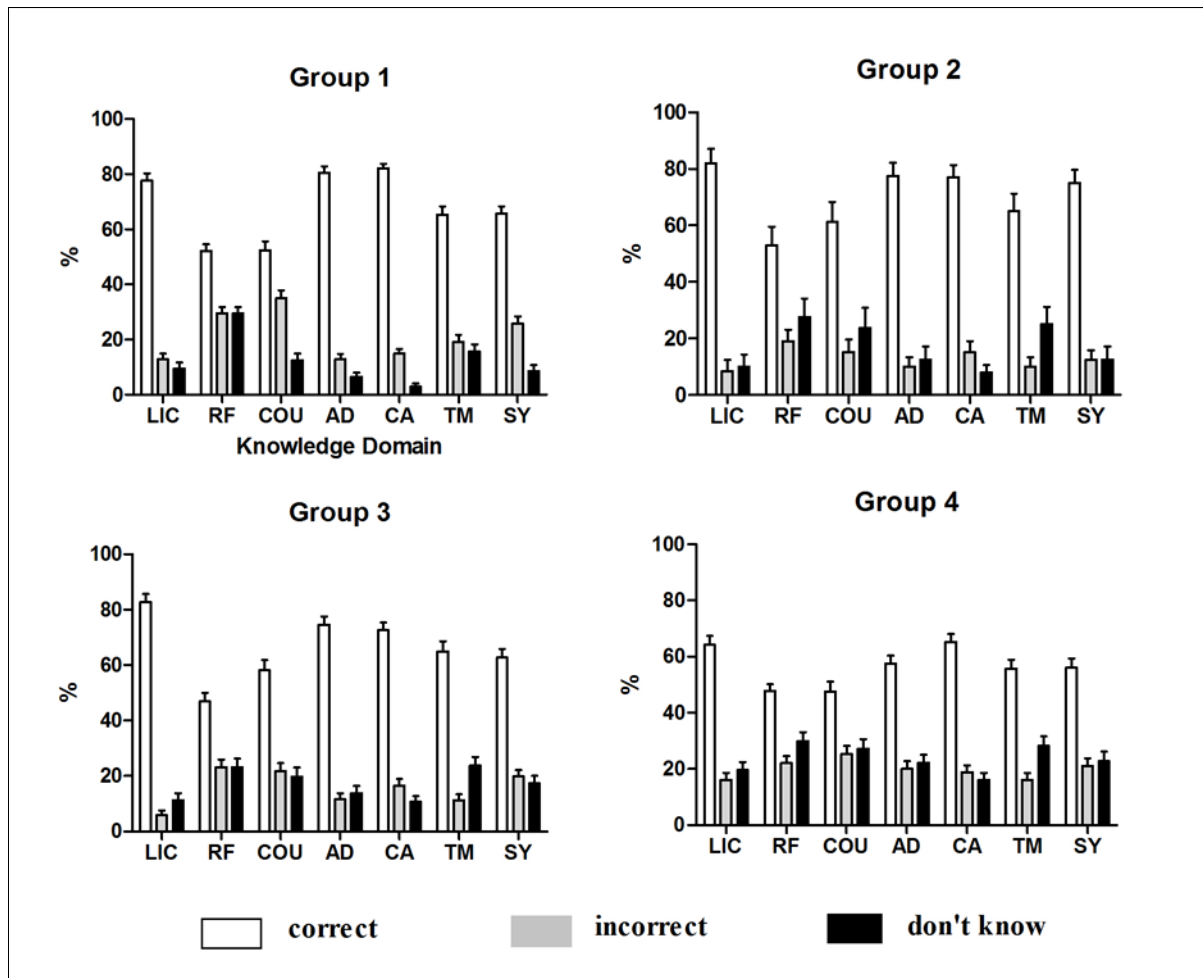 Group 1
100
80
60
40
20
0
%
LIC RF COU AD CA TM SY
Knowledge Domain
Group 2
100
80
60
40
20
0
%
LIC RF COU AD CA TM SY
Group 3
100
80
60
40
20
0
%
LIC RF COU AD CA TM SY
Group 4
100
80
60
40
20
0
%
LIC RF COU AD CA TM SY
correct incorrect don't know